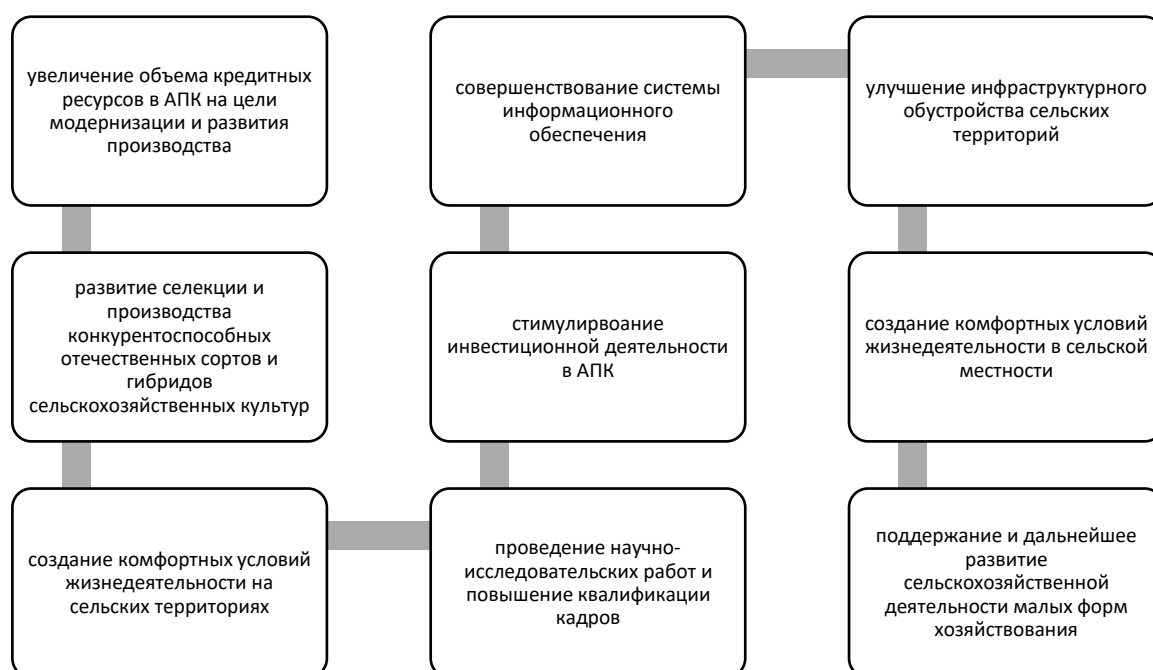 увеличение объема кредитных
ресурсов в АПК на цели
модернизации и развития
производства
развитие селекции и
производства
конкурентоспособных
отечественных сортов и
гибридов
сельскохозяйственных культур
создание комфортных условий
жизнедеятельности на
сельских территориях
проведение научно-
исследовательских работ и
повышение квалификации
кадров
стимулирвоание
инвестиционной деятельности
в АПК
совершенствование системы
информационного
обеспечения
улучшение инфраструктурного
обустройства сельских
территорий
создание комфортных условий
жизнедеятельности в сельской
местности
поддержание и дальнейшее
развитие
сельскохозяйственной
деятельности малых форм
хозяйствования